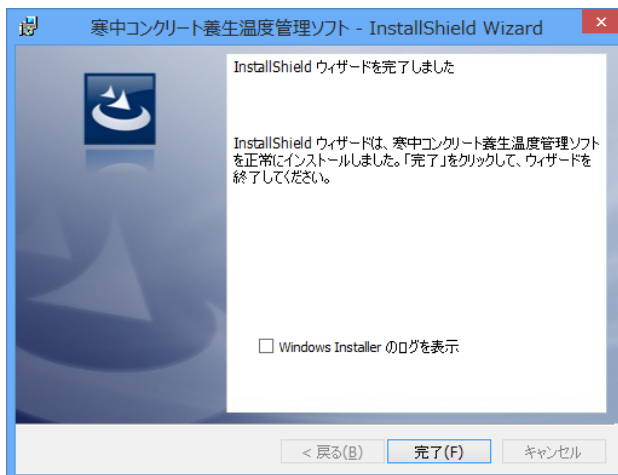 寒中コンクリート養生温度管理ソフト - InstallShield Wizard
InstallShield ウィザードを完了しました
InstallShield ウィザードは、寒中コンクリート養生温度管理ソフト
を正常にインストールしました。「完了」をクリックして、ウィザードを
終了してください。
Windows Installer のログを表示
< 戻る(B)
完了(F)
キャンセル